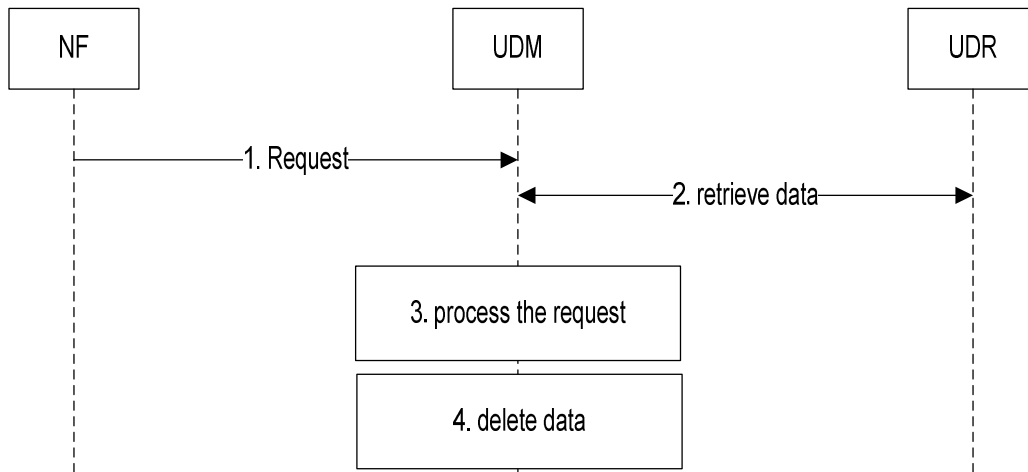 NF
UDM
UDR
1. Request
2. retrieve data
3. process the request
4. delete data